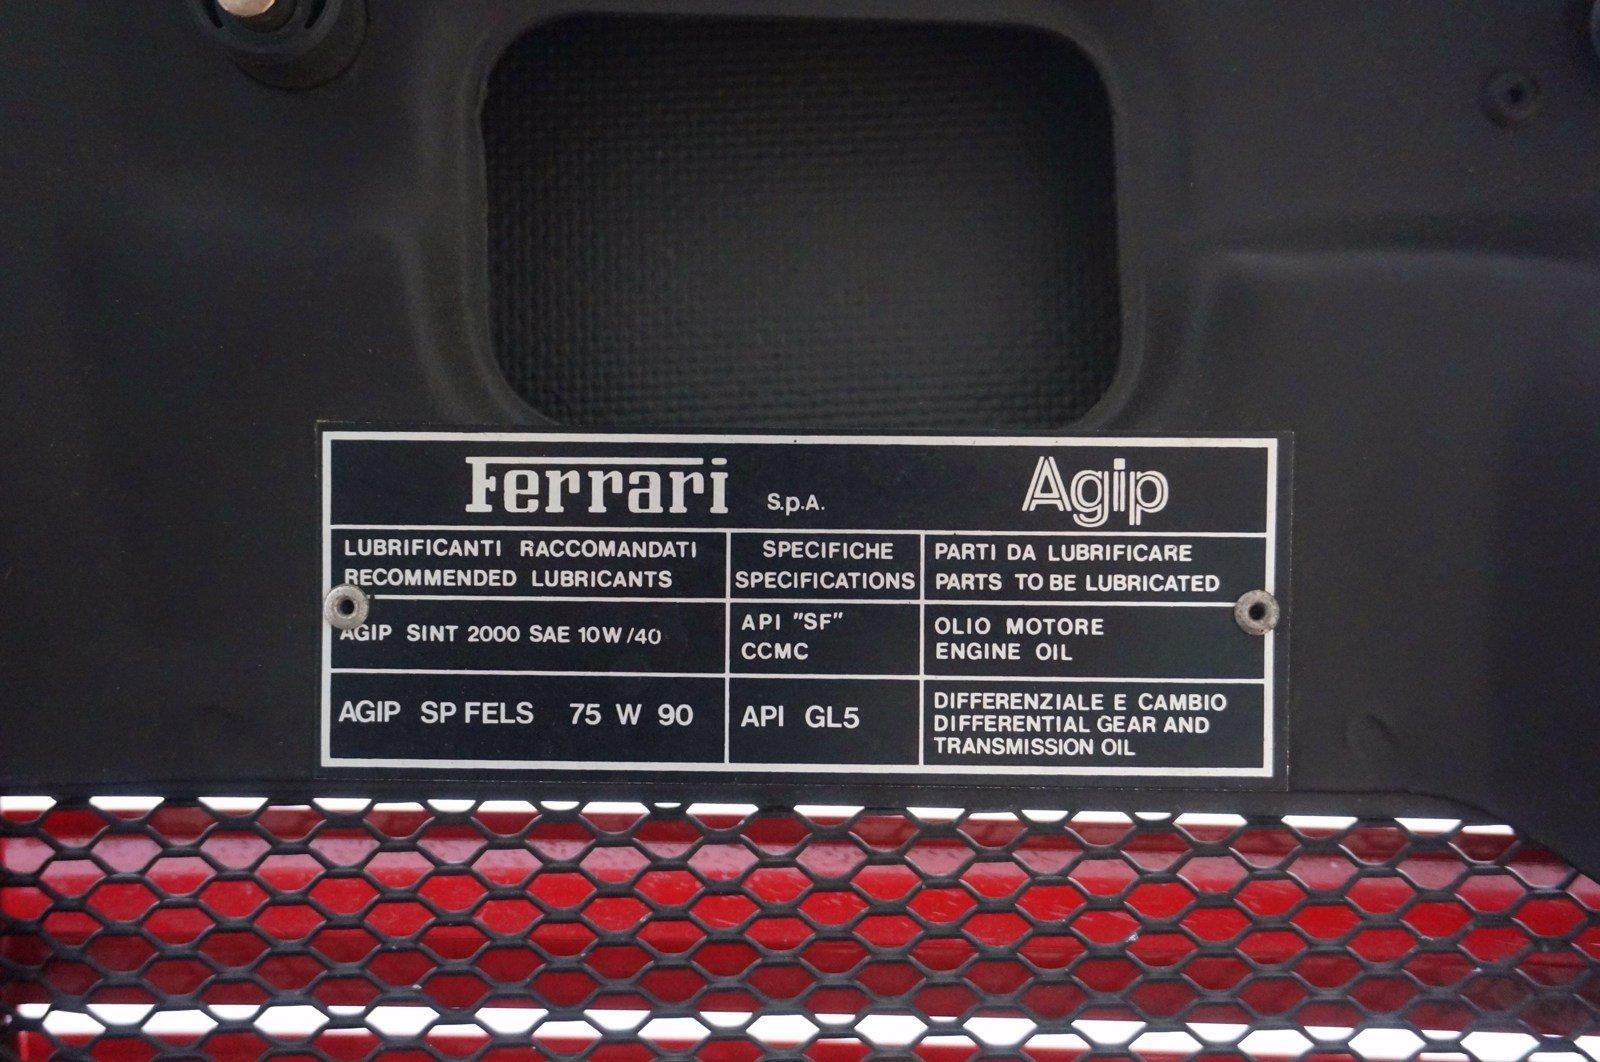 Ferrari S.p.A. Agip
LUBRIFICANTI RACCOMANDATI
RECOMMENDED LUBRICANTS
SPECIFICHE
SPECIFICATIONS
PARTI DA LUBRIFICARE
PARTS TO BE LUBRICATED
AGIP SINT 2000 SAE 10W/40
API "SF"
CCMC
OLIO MOTORE
ENGINE OIL
AGIP SP FELS 75 W 90
API GL5
DIFFERENZIALE E CAMBIO
DIFFERENTIAL GEAR AND
TRANSMISSION OIL